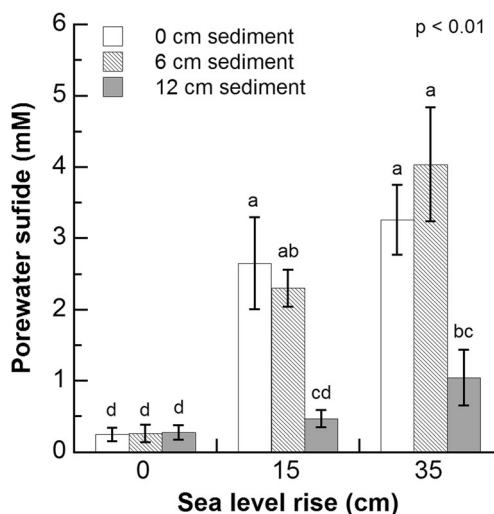 6
5
4
3
2
1
0
Porewater sufide (mM)
0 cm sediment
6 cm sediment
12 cm sediment
p < 0.01
d d d
a ab cd
a a bc
0 15 35
Sea level rise (cm)